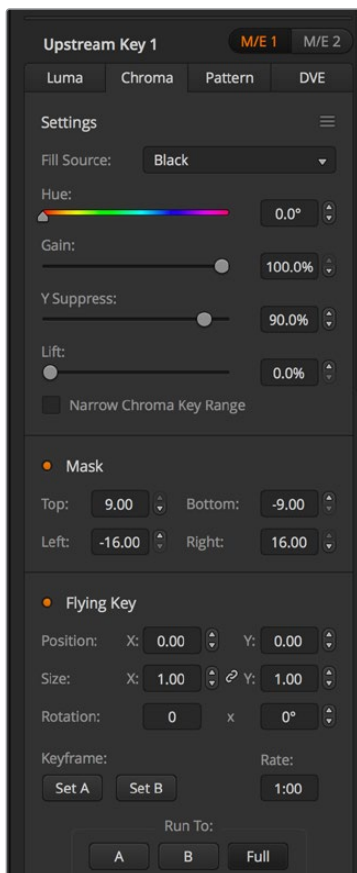 Upstream Key 1 M/E 1 M/E 2
Luma Chroma Pattern DVE
Settings
Fill Source: Black
Hue:
0.0°
Gain:
100.0%
Y Suppress:
90.0%
Lift:
0.0%
Narrow Chroma Key Range
Mask
Top: 9.00 Bottom: -9.00
Left: -16.00 Right: 16.00
Flying Key
Position: X: 0.00 Y: 0.00
Size: X: 1.00 Y: 1.00
Rotation: 0 x 0°
Keyframe: Rate:
Set A Set B 1:00
Run To:
A B Full